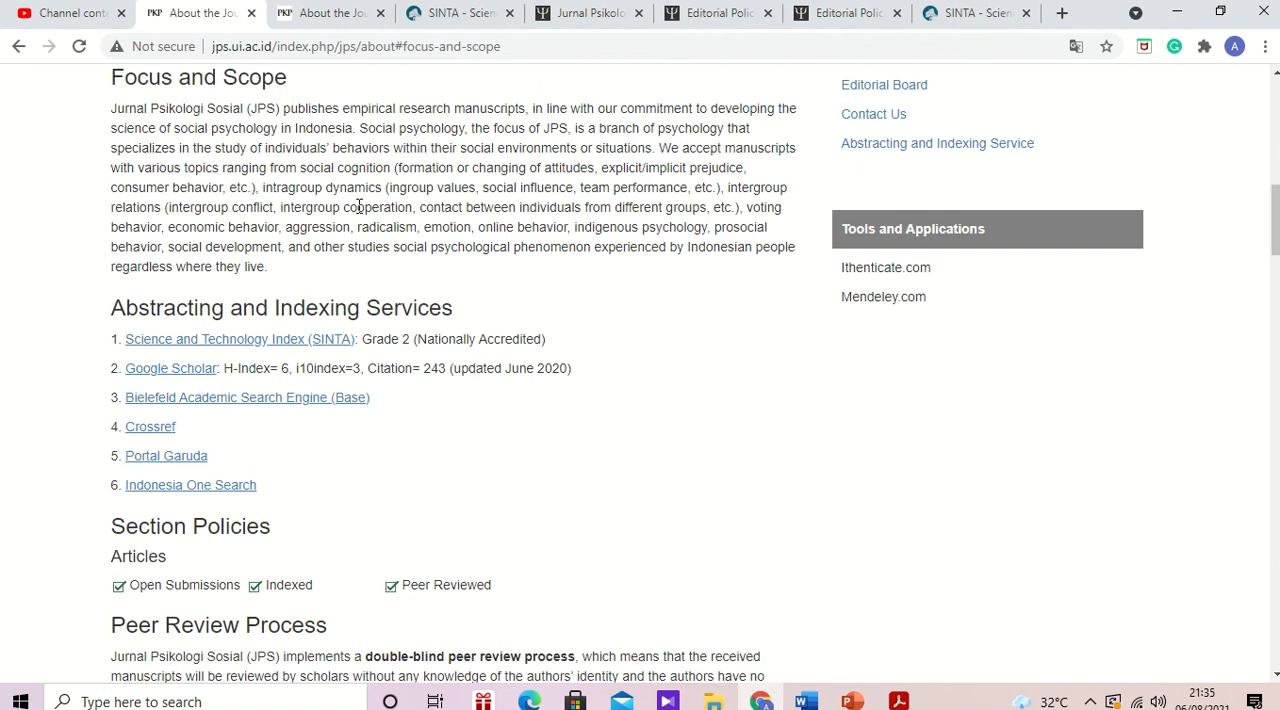 Channel cont
PKP About the Jou
PKP About the Jou
SINTA - Scien
Jurnal Psikolo
Editorial Polic
Editorial Polic
SINTA - Scien
Not secure jps.ui.ac.id/index.php/jps/about#focus-and-scope
A
Focus and Scope
Jurnal Psikologi Sosial (JPS) publishes empirical research manuscripts, in line with our commitment to developing the
science of social psychology in Indonesia. Social psychology, the focus of JPS, is a branch of psychology that
specializes in the study of individuals’ behaviors within their social environments or situations. We accept manuscripts
with various topics ranging from social cognition (formation or changing of attitudes, explicit/implicit prejudice,
consumer behavior, etc.), intragroup dynamics (ingroup values, social influence, team performance, etc.), intergroup
relations (intergroup conflict, intergroup cooperation, contact between individuals from different groups, etc.), voting
behavior, economic behavior, aggression, radicalism, emotion, online behavior, indigenous psychology, prosocial
behavior, social development, and other studies social psychological phenomenon experienced by Indonesian people
regardless where they live.
Abstracting and Indexing Services
1. Science and Technology Index (SINTA): Grade 2 (Nationally Accredited)
2. Google Scholar: H-Index= 6, i10index=3, Citation= 243 (updated June 2020)
3. Bielefeld Academic Search Engine (Base)
4. Crossref
5. Portal Garuda
6. Indonesia One Search
Section Policies
Articles
Open Submissions Indexed Peer Reviewed
Peer Review Process
Jurnal Psikologi Sosial (JPS) implements a double-blind peer review process, which means that the received
manuscripts will be reviewed by scholars without any knowledge of the authors’ identity and the authors have no
Editorial Board
Contact Us
Abstracting and Indexing Service
Tools and Applications
Ithenticate.com
Mendeley.com
Type here to search
32°C
21:35
06/08/2021